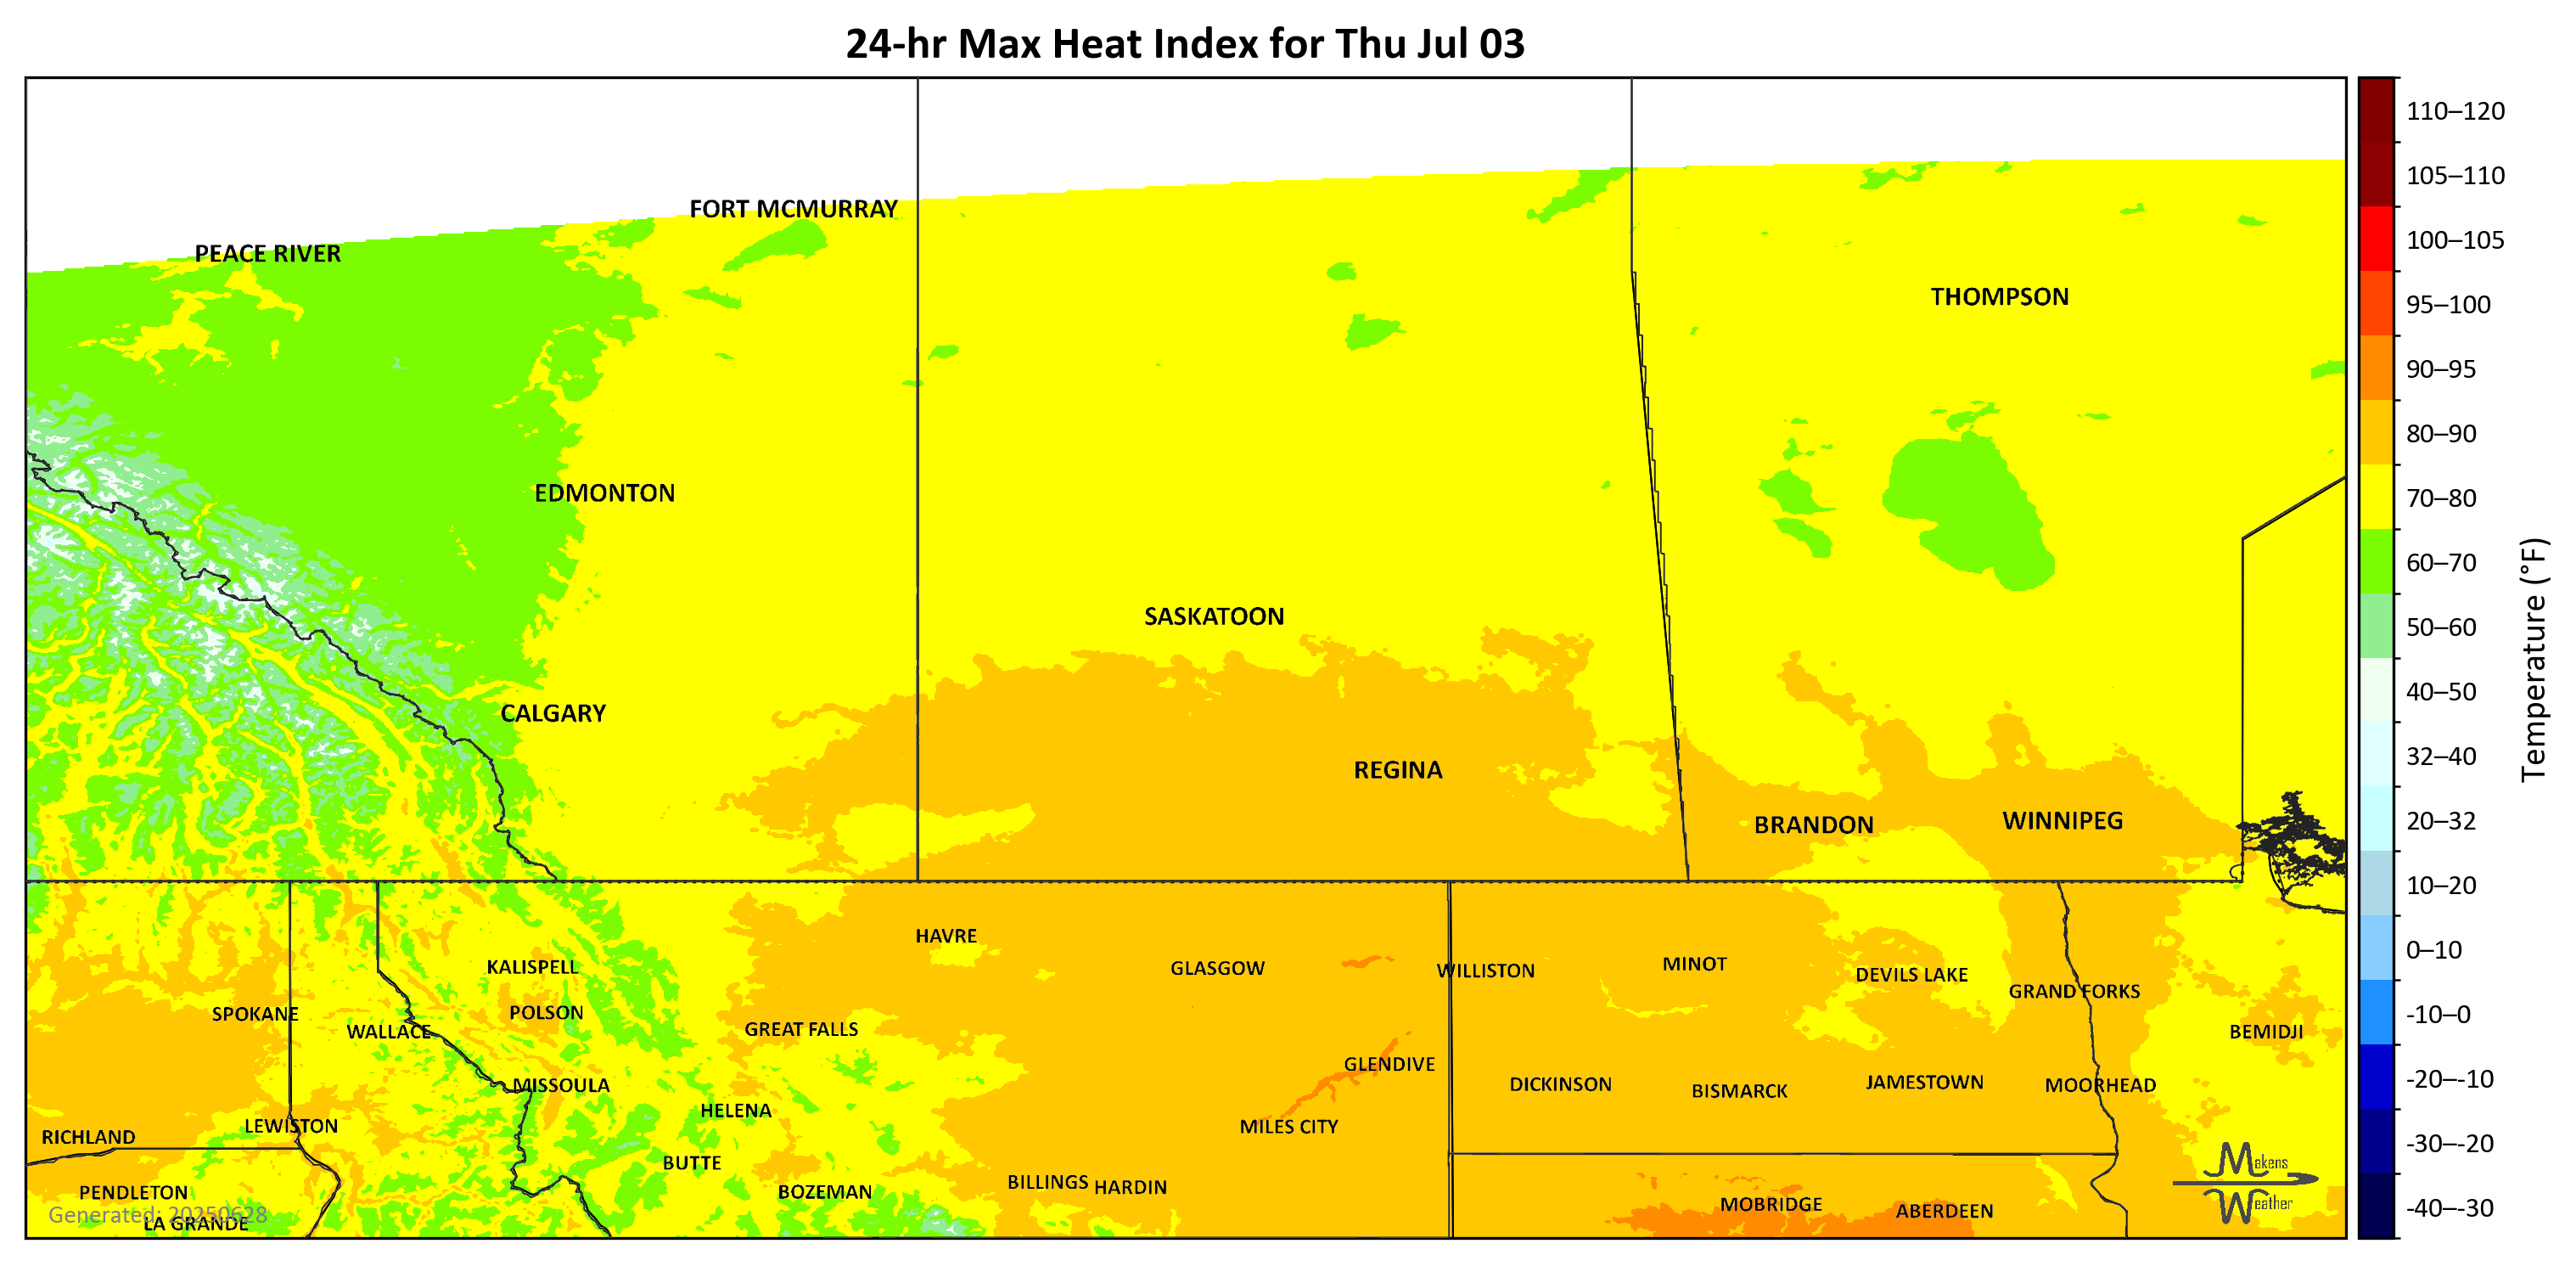 24-hr Max Heat Index for Thu Jul 03
FORT MCMURRAY
PEACE RIVER
THOMPSON
EDMONTON
SASKATOON
CALGARY
REGINA
BRANDON
WINNIPEG
HAVRE
KALISPELL
GLASGOW
WILLISTON
MINOT
DEVILS LAKE
GRAND FORKS
SPOKANE
POLSON
WALLACE
GREAT FALLS
BEMIDJI
GLENDIVE
MISSOULA
DICKINSON
BISMARCK
JAMESTOWN
MOORHEAD
HELENA
LEWISTON
MILES CITY
RICHLAND
BUTTE
BILLINGS
HARDIN
PENDLETON
BOZEMAN
MOBRIDGE
ABERDEEN
Generated: 20250628
LA GRANDE
Makens
Weather
110–120
105–110
100–105
95–100
90–95
80–90
70–80
60–70
50–60
40–50
32–40
20–32
10–20
0–10
-10–0
-20–-10
-30–-20
-40–-30
Temperature (°F)